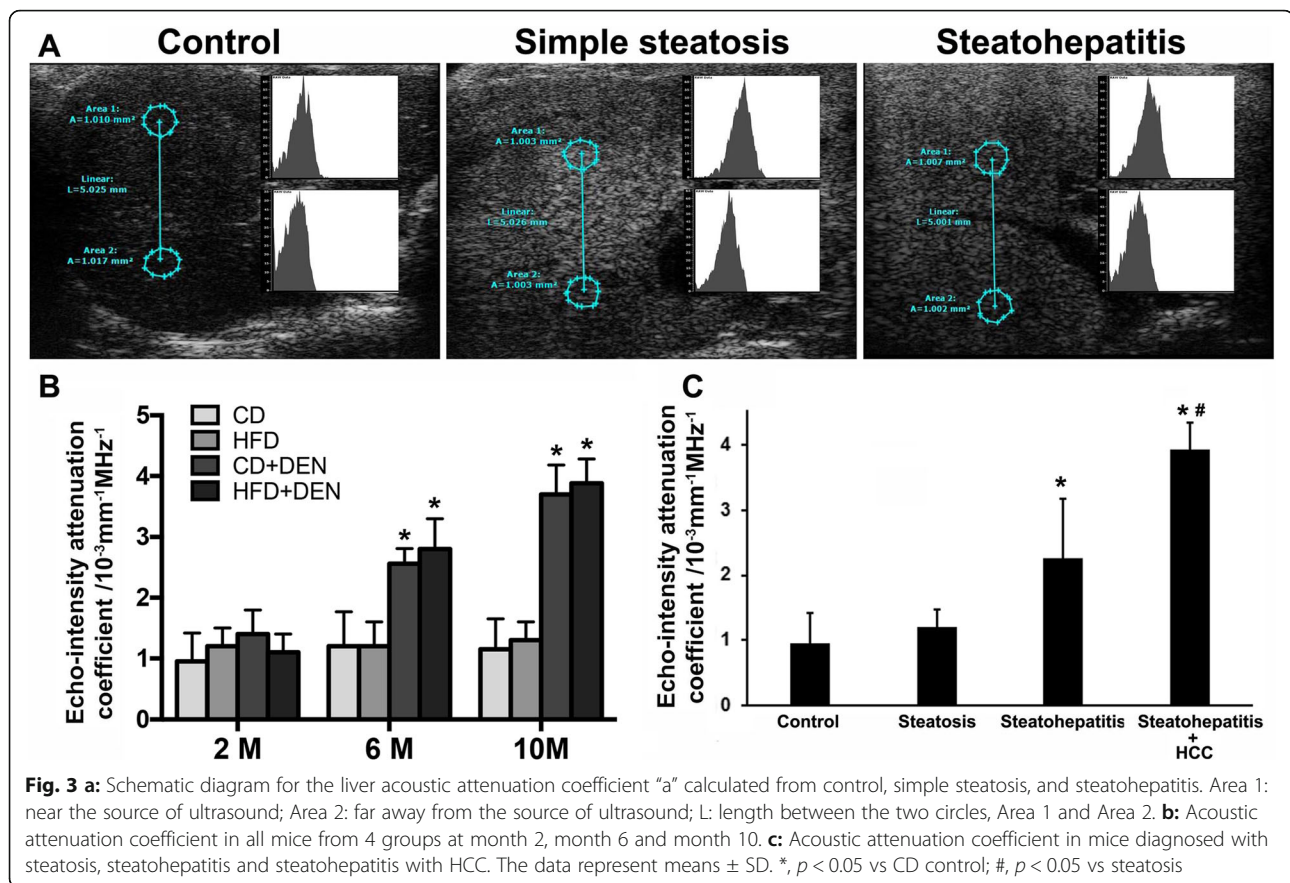 A
Control
Simple steatosis
Steatohepatitis
Area 1:
A=1.010 mm²
Linear:
L=5.025 mm
Area 2:
A=1.017 mm²
Area 1:
A=1.003 mm²
Linear:
L=5.026 mm
Area 2:
A=1.003 mm²
Area 1:
A=1.007 mm²
Linear:
L=5.001 mm
Area 2:
A=1.002 mm²
B
Echo-intensity attenuation
coefficient /10⁻³mm⁻¹MHz⁻¹
5
4
3
2
1
0
CD
HFD
CD+DEN
HFD+DEN
* *
* *
2 M
6 M
10M
C
Echo-intensity attenuation
coefficient /10⁻³mm⁻¹MHz⁻¹
4
3
2
1
0
*
* #
Control
Steatosis
Steatohepatitis
Steatohepatitis
+
HCC
Fig. 3 a: Schematic diagram for the liver acoustic attenuation coefficient “a” calculated from control, simple steatosis, and steatohepatitis. Area 1:
near the source of ultrasound; Area 2: far away from the source of ultrasound; L: length between the two circles, Area 1 and Area 2. b: Acoustic
attenuation coefficient in all mice from 4 groups at month 2, month 6 and month 10. c: Acoustic attenuation coefficient in mice diagnosed with
steatosis, steatohepatitis and steatohepatitis with HCC. The data represent means ± SD. *, p < 0.05 vs CD control; #, p < 0.05 vs steatosis